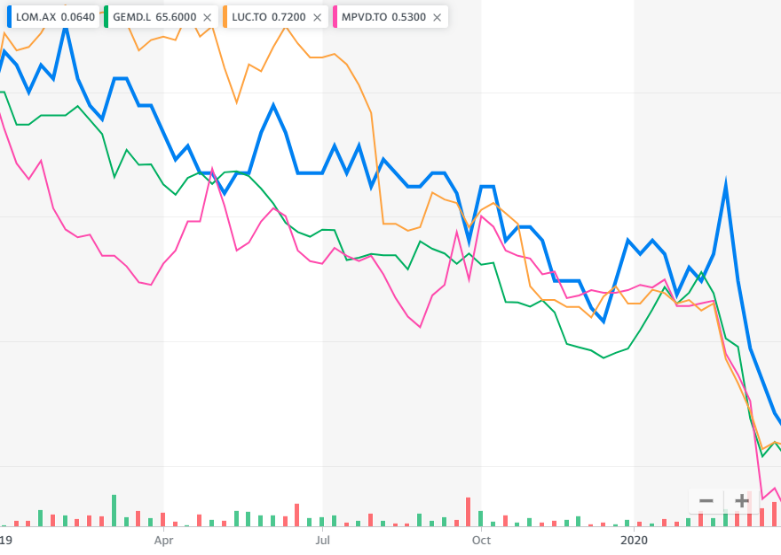 LOM.AX 0.0640 GEMD.L 65.6000 × LUC.TO 0.7200 × MPVD.TO 0.5300 ×
19 Apr Jul Oct 2020